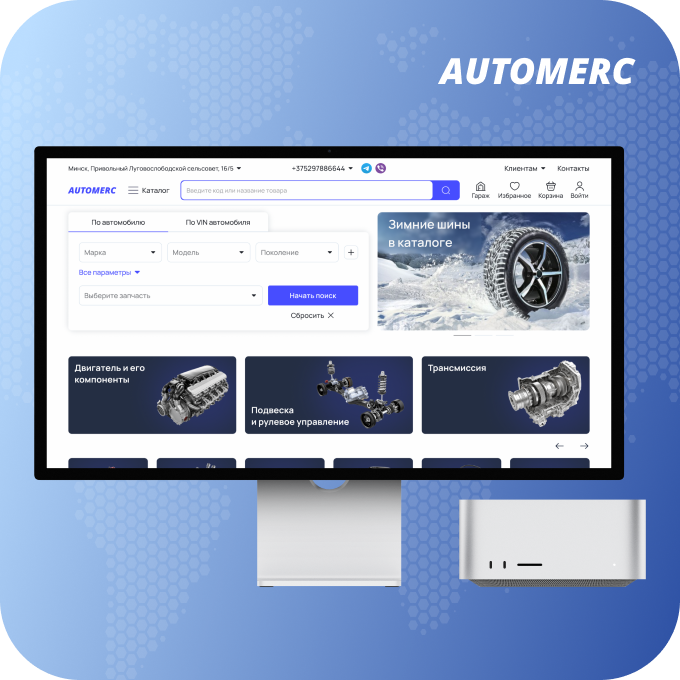 AUTOMERC
Минск, Привольный Луговослободской сельсовет, 16/5
+375297886644
Клиентам
Контакты
AUTOMERC
Каталог
Введите код или название товара
Гараж
Избранное
Корзина
Войти
По автомобилю
По VIN автомобиля
Марка
Модель
Поколение
Все параметры
Выберите запчасть
Начать поиск
Сбросить
Зимние шины
в каталоге
Двигатель и его
компоненты
Подвеска
и рулевое управление
Трансмиссия